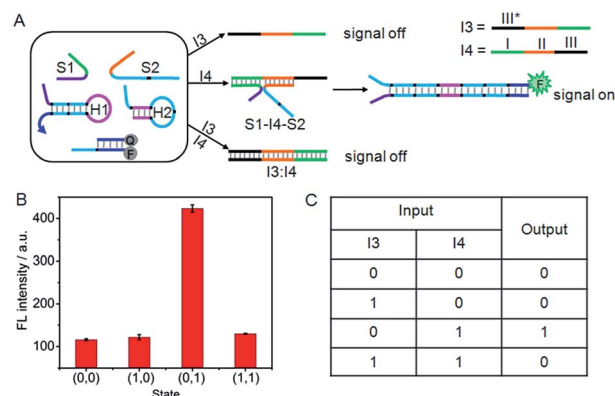 A
S1
S2
H1
H2
Q
F
I3
signal off
I4
S1-I4-S2
I3
I4
I3:I4
signal off
I3 = III*
I4 = I II III
F
signal on
B
FL intensity / a.u.
400
300
200
100
(0,0) (1,0) (0,1) (1,1)
State
C
Input Output
I3 I4
0 0 0
1 0 0
0 1 1
1 1 0